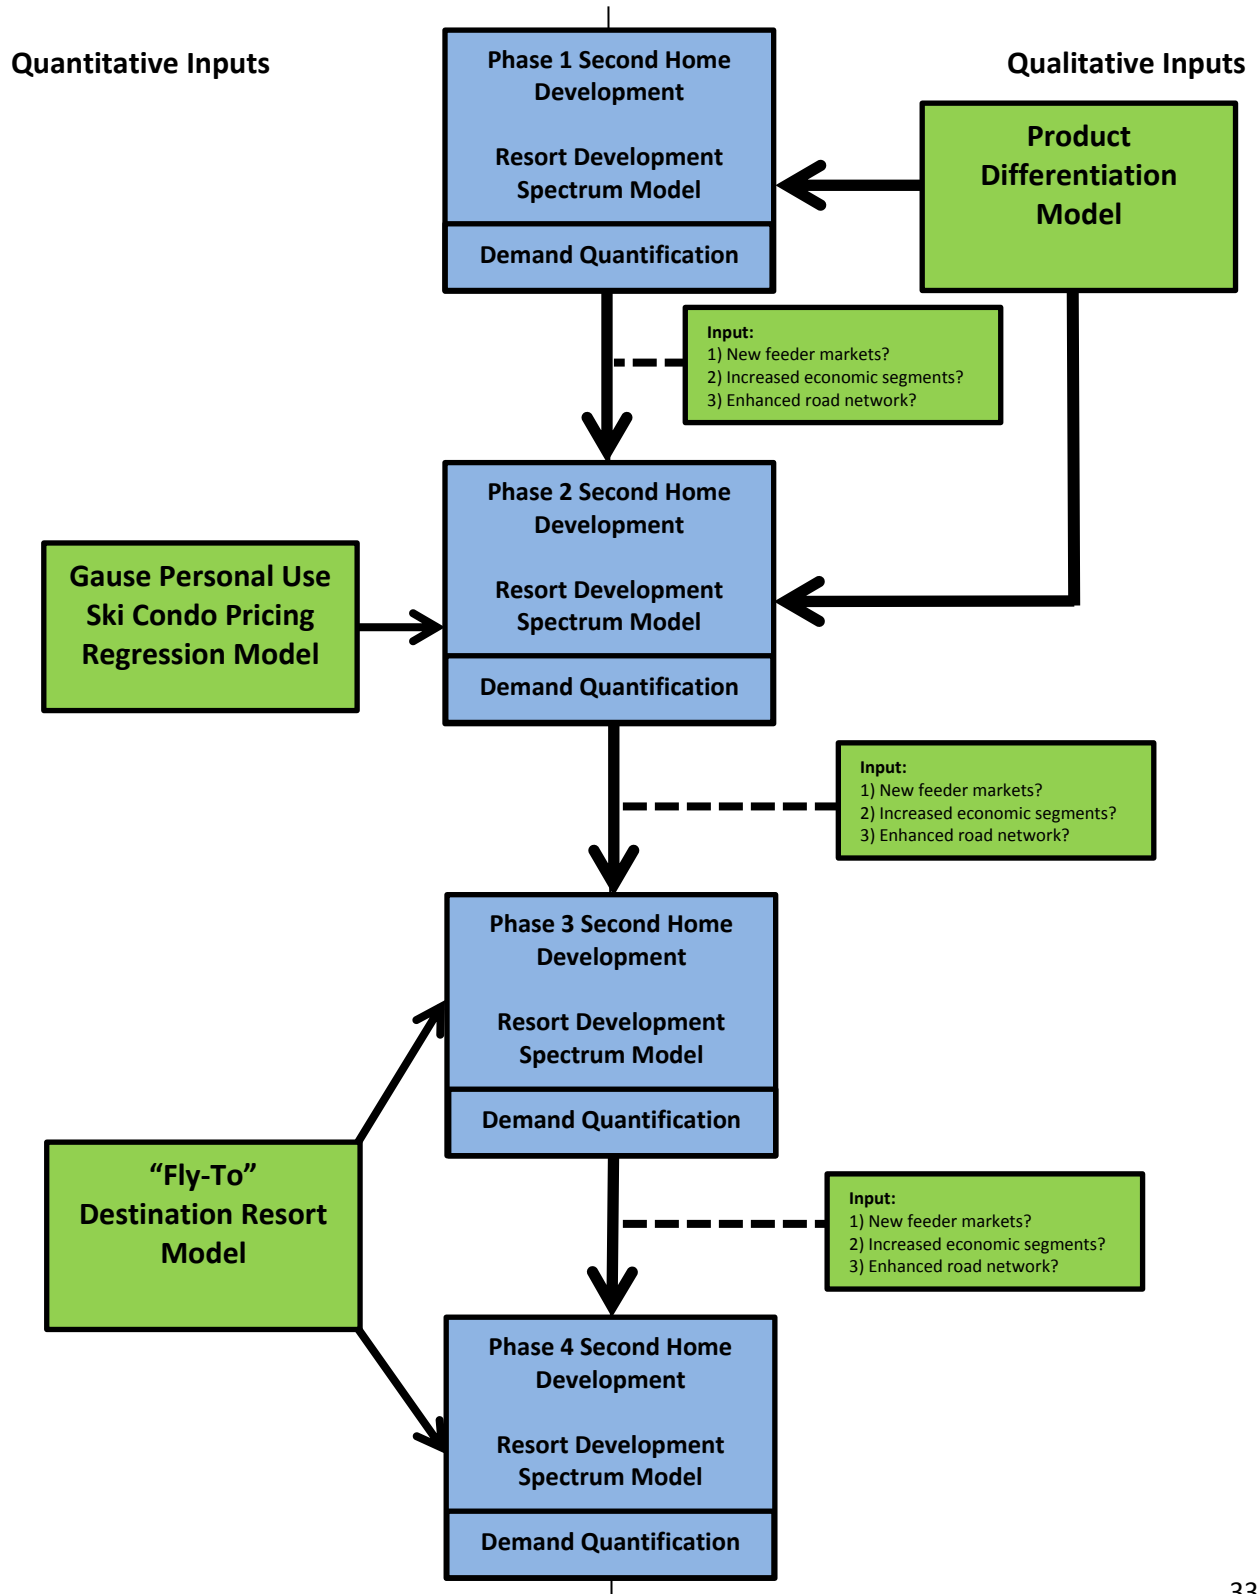 Quantitative Inputs
Qualitative Inputs
Phase 1 Second Home
Development
Resort Development
Spectrum Model
Demand Quantification
Product
Differentiation
Model
Input:
1) New feeder markets?
2) Increased economic segments?
3) Enhanced road network?
Phase 2 Second Home
Development
Resort Development
Spectrum Model
Demand Quantification
Gause Personal Use
Ski Condo Pricing
Regression Model
Input:
1) New feeder markets?
2) Increased economic segments?
3) Enhanced road network?
Phase 3 Second Home
Development
Resort Development
Spectrum Model
Demand Quantification
“Fly-To”
Destination Resort
Model
Input:
1) New feeder markets?
2) Increased economic segments?
3) Enhanced road network?
Phase 4 Second Home
Development
Resort Development
Spectrum Model
Demand Quantification
33